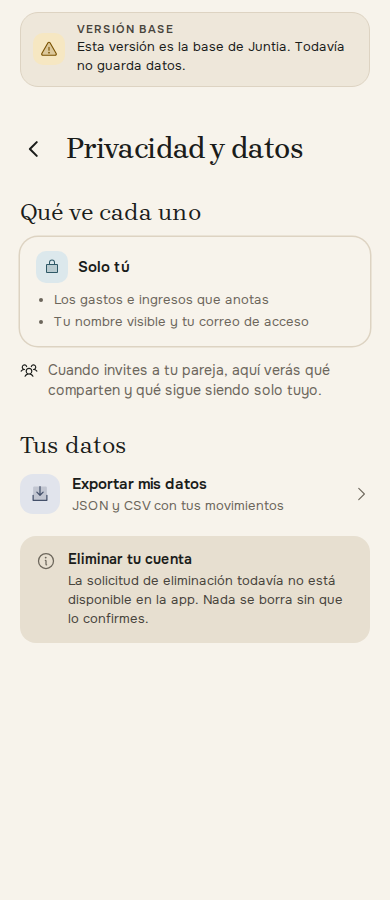 VERSIÓN BASE
Esta versión es la base de Juntia. Todavía
no guarda datos.
Privacidad y datos
Qué ve cada uno
Solo tú
• Los gastos e ingresos que anotas
• Tu nombre visible y tu correo de acceso
Cuando invites a tu pareja, aquí verás qué
comparten y qué sigue siendo solo tuyo.
Tus datos
Exportar mis datos
JSON y CSV con tus movimientos
Eliminar tu cuenta
La solicitud de eliminación todavía no está
disponible en la app. Nada se borra sin que
lo confirmes.